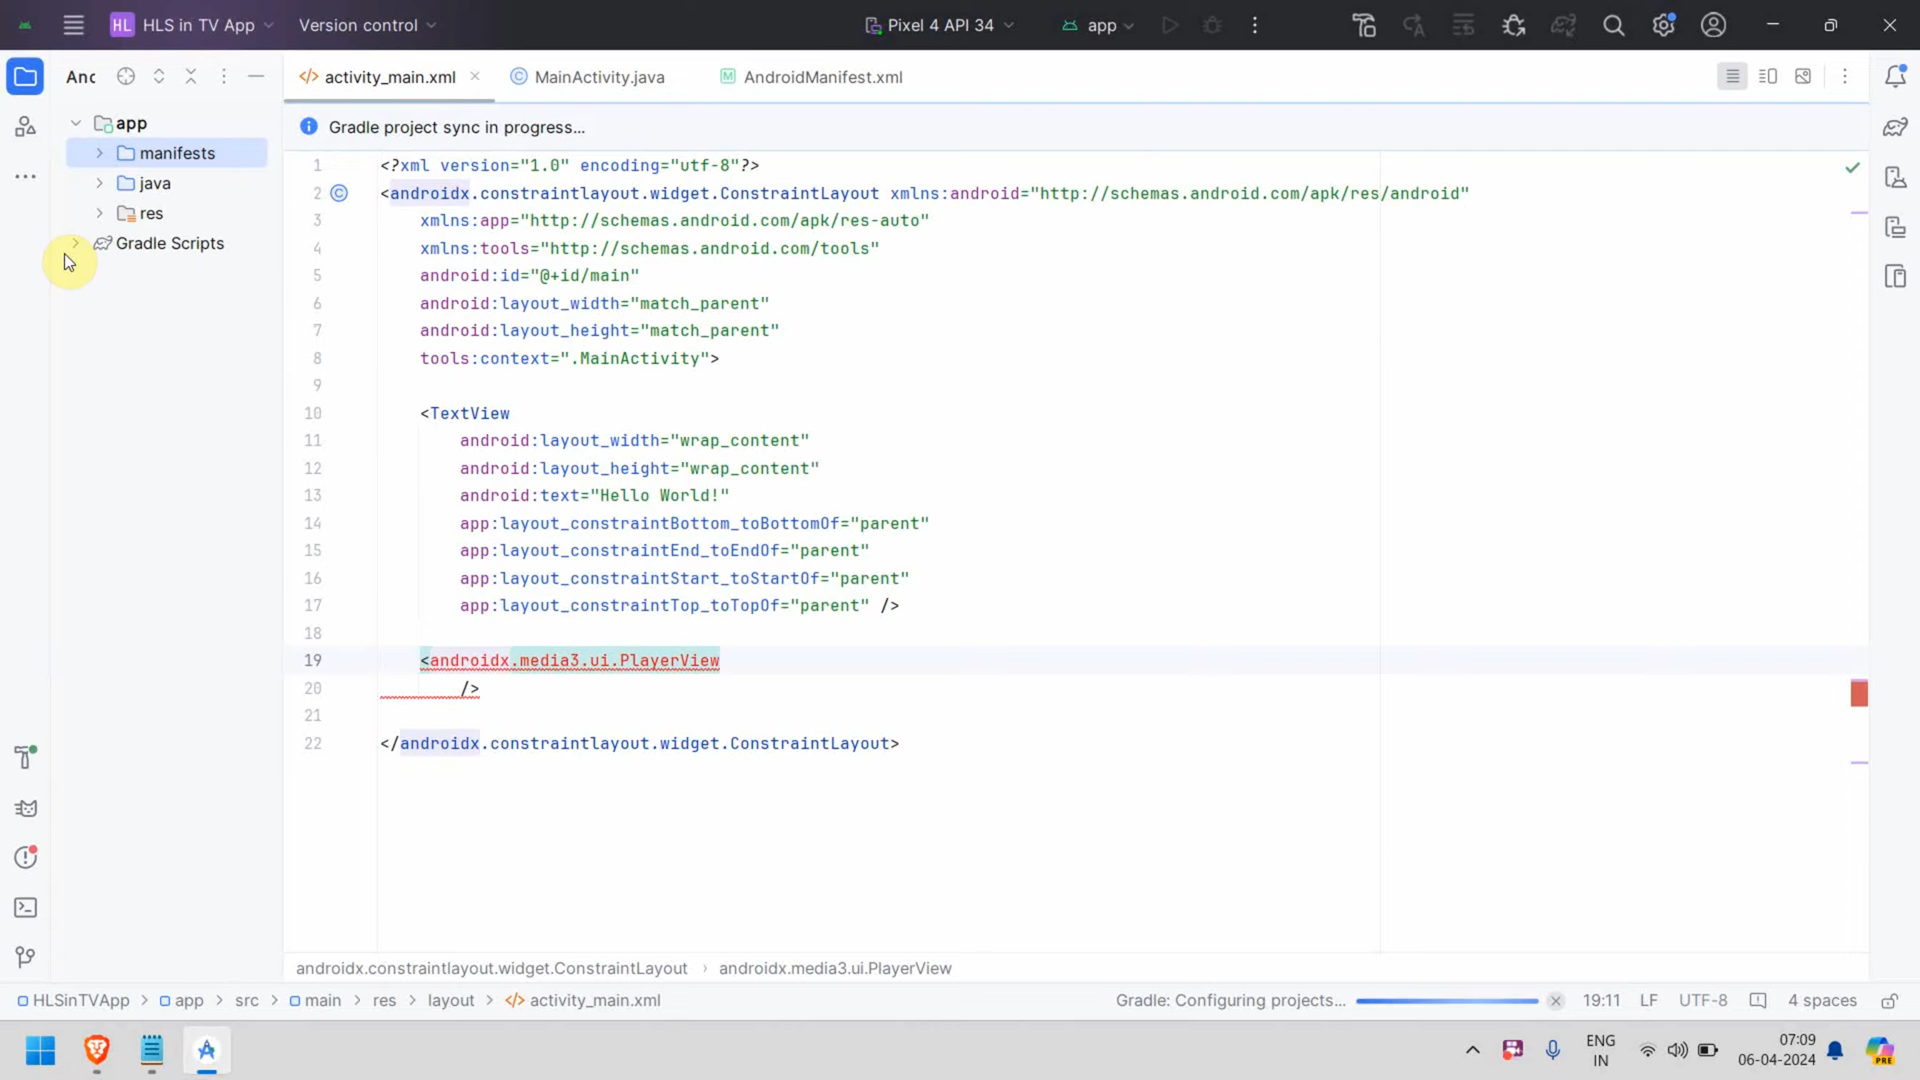 HL HLS in TV App Version control Pixel 4 API 34 app
Anc activity_main.xml MainActivity.java M AndroidManifest.xml
Gradle project sync in progress...
app
manifests
java
res
Gradle Scripts
1 <?xml version="1.0" encoding="utf-8"?>
2 <androidx.constraintlayout.widget.ConstraintLayout xmlns:android="http://schemas.android.com/apk/res/android"
3 xmlns:app="http://schemas.android.com/apk/res-auto"
4 xmlns:tools="http://schemas.android.com/tools"
5 android:id="@+id/main"
6 android:layout_width="match_parent"
7 android:layout_height="match_parent"
8 tools:context=".MainActivity">
9
10 <TextView
11 android:layout_width="wrap_content"
12 android:layout_height="wrap_content"
13 android:text="Hello World!"
14 app:layout_constraintBottom_toBottomOf="parent"
15 app:layout_constraintEnd_toEndOf="parent"
16 app:layout_constraintStart_toStartOf="parent"
17 app:layout_constraintTop_toTopOf="parent" />
18
19 <androidx.media3.ui.PlayerView
20 />
21
22 </androidx.constraintlayout.widget.ConstraintLayout>
androidx.constraintlayout.widget.ConstraintLayout › androidx.media3.ui.PlayerView
HLSinTVApp > app > src > main > res > layout > </> activity_main.xml Gradle: Configuring projects... 19:11 LF UTF-8 4 spaces
ENG
IN
07:09
06-04-2024
PRE